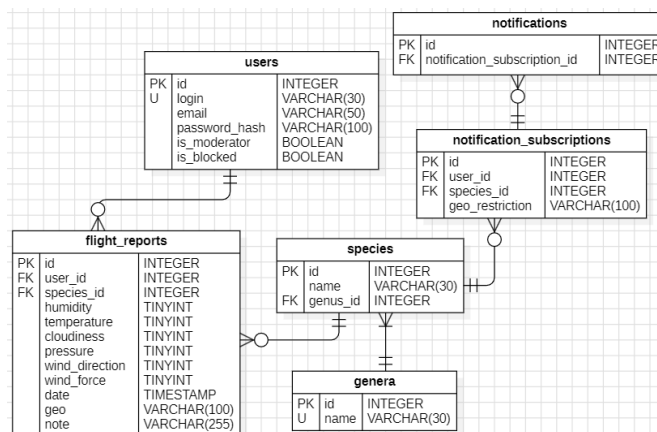 notifications
PK id INTEGER
FK notification_subscription_id INTEGER
users
PK id INTEGER
U login VARCHAR(30)
email VARCHAR(50)
password_hash VARCHAR(100)
is_moderator BOOLEAN
is_blocked BOOLEAN
notification_subscriptions
PK id INTEGER
FK user_id INTEGER
FK species_id INTEGER
geo_restriction VARCHAR(100)
flight_reports
PK id INTEGER
FK user_id INTEGER
FK species_id INTEGER
humidity TINYINT
temperature TINYINT
cloudiness TINYINT
pressure TINYINT
wind_direction TINYINT
wind_force TINYINT
date TIMESTAMP
geo VARCHAR(100)
note VARCHAR(255)
species
PK id INTEGER
name VARCHAR(30)
FK genus_id INTEGER
genera
PK id INTEGER
U name VARCHAR(30)